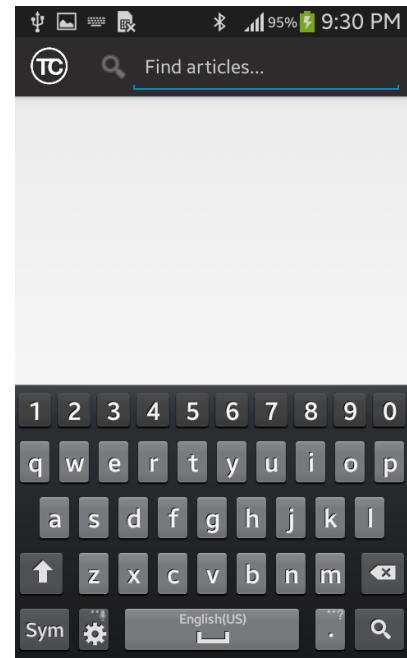 95% 9:30 PM
TC Find articles...
1 2 3 4 5 6 7 8 9 0
q w e r t y u i o p
a s d f g h j k l
z x c v b n m
English(US)
Sym . ...?